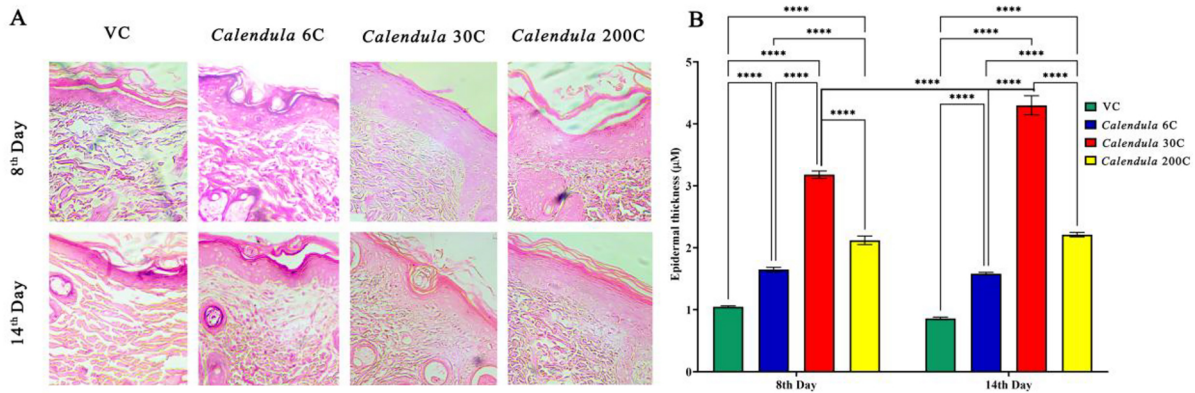 A
VC
Calendula 6C
Calendula 30C
Calendula 200C
8th Day
14th Day
B
****
****
****
****
****
****
****
****
****
****
****
****
****
****
Epidermal thickness (µM)
5
4
3
2
1
0
8th Day
14th Day
VC
Calendula 6C
Calendula 30C
Calendula 200C